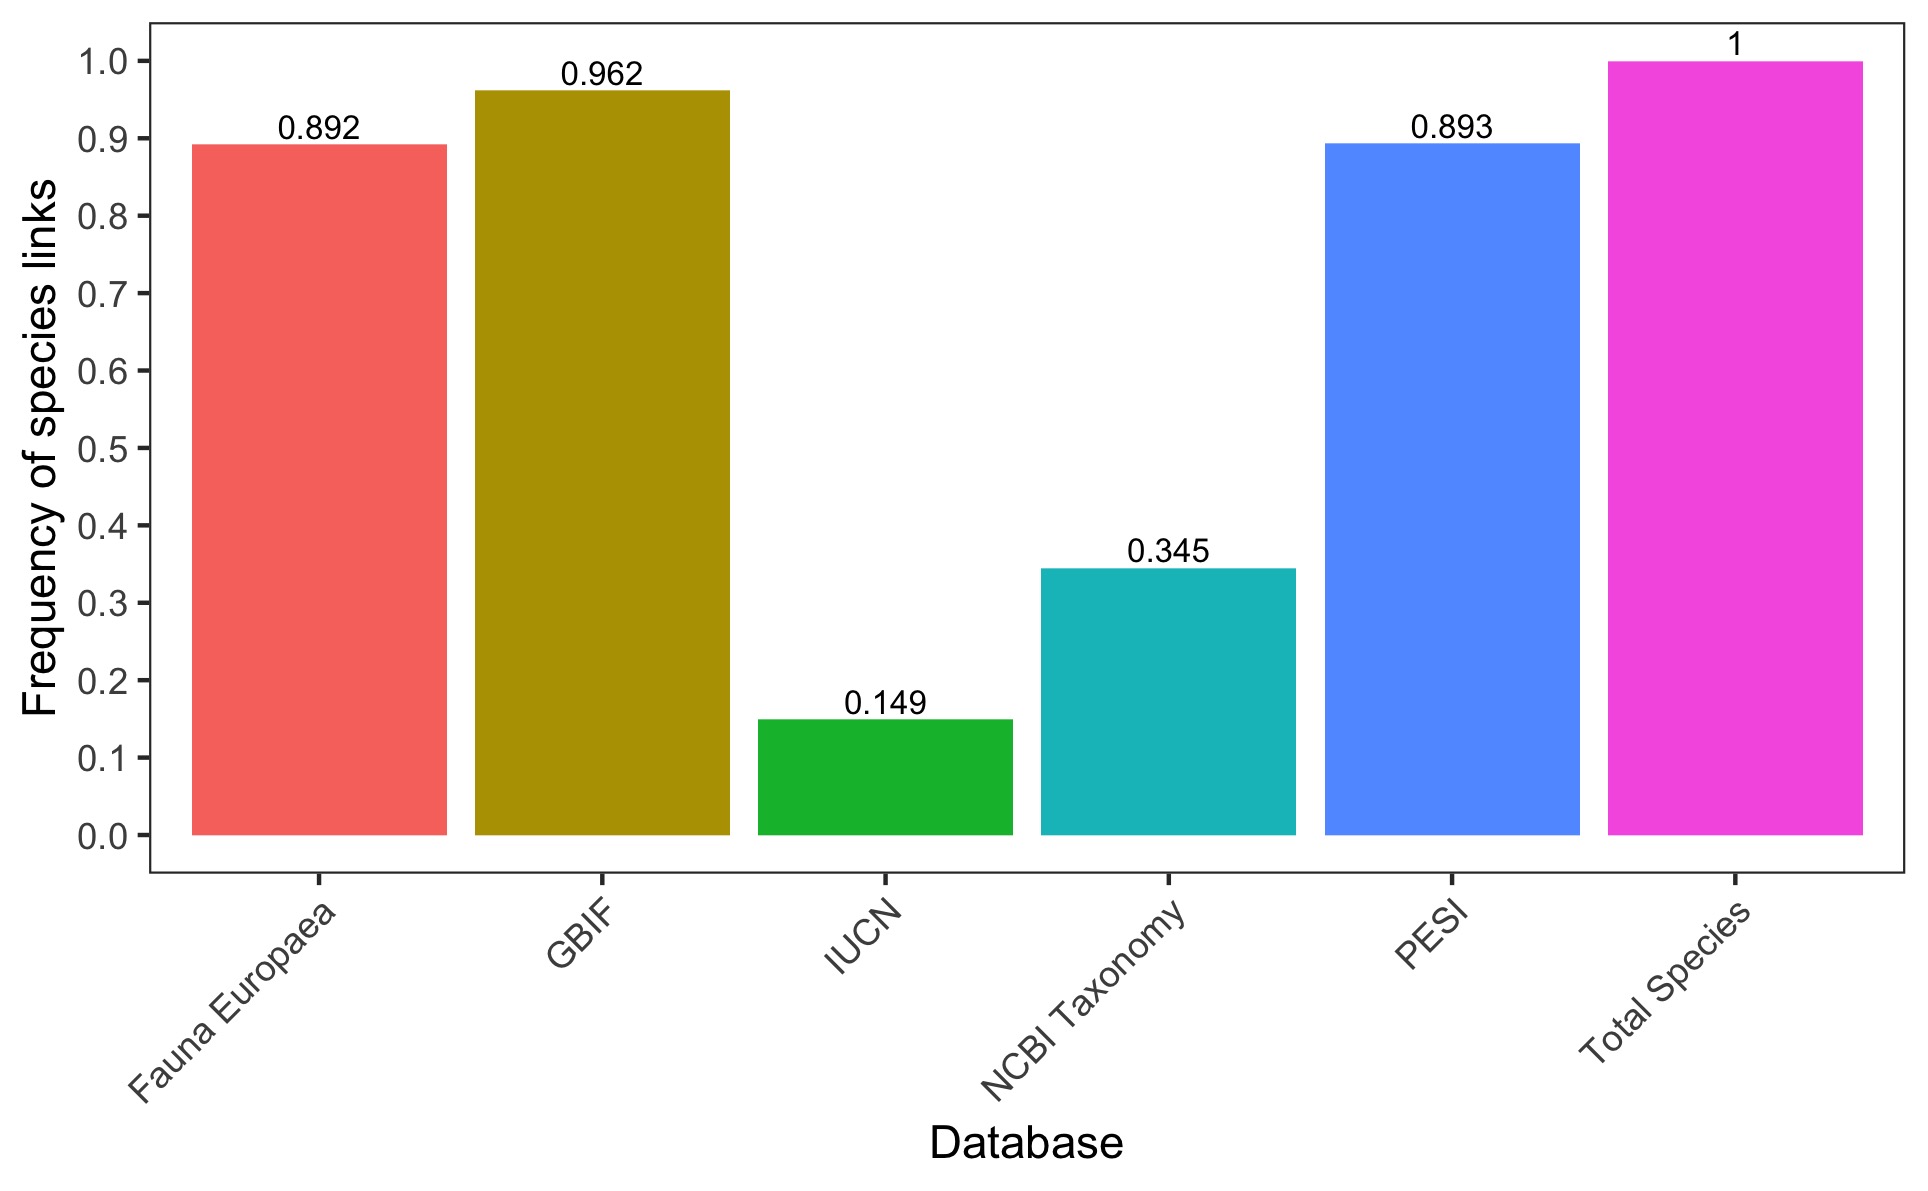 Frequency of species links
1.0
0.9
0.8
0.7
0.6
0.5
0.4
0.3
0.2
0.1
0.0
0.892
0.962
0.149
0.345
0.893
1
Fauna Europaea
GBIF
IUCN
NCBI Taxonomy
PESI
Total Species
Database